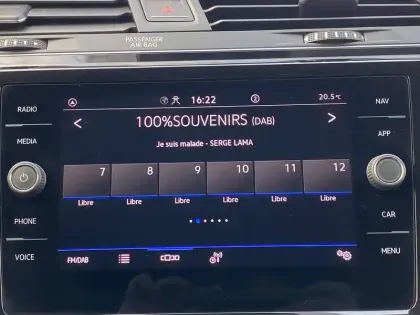 PASSENGER
AIR BAG
RADIO
MEDIA
PHONE
VOICE
16:22
2
20.5°C
< 100%SOUVENIRS (DAB) >
Je suis malade - SERGE LAMA
7 8 9 10 11 12
Libre Libre Libre Libre Libre Libre
FM/DAB
NAV
APP
CAR
MENU